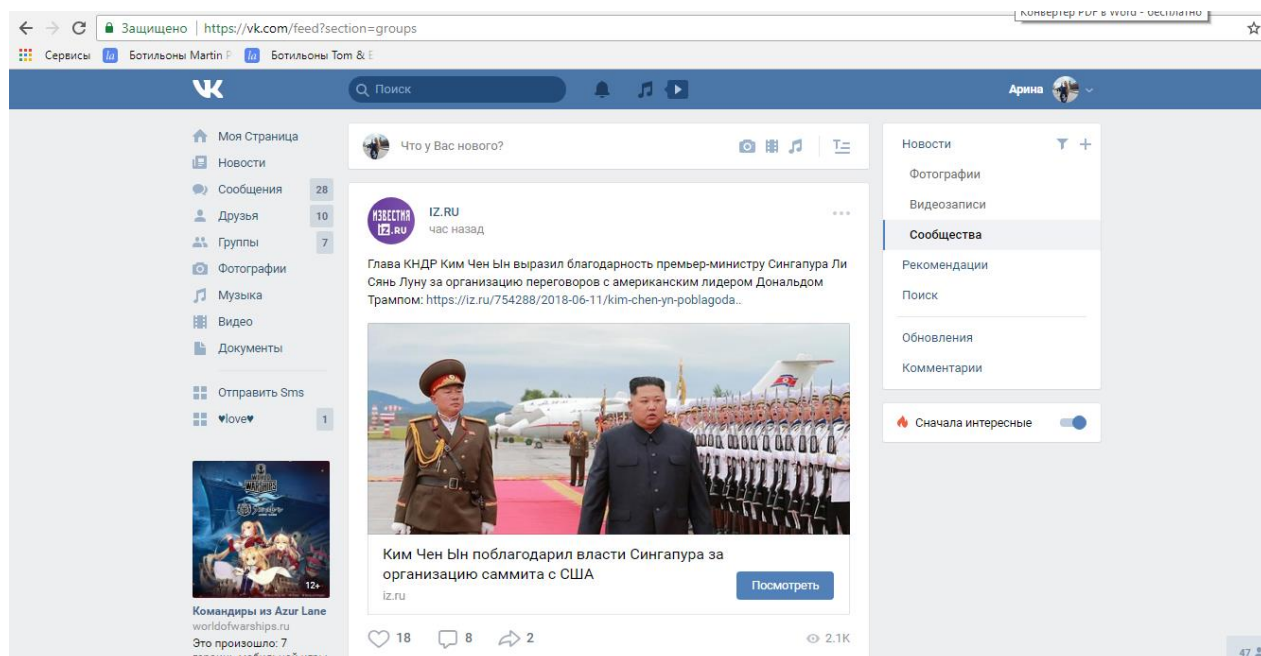 Конвертер PDF в Word - бесплатно
Защищено https://vk.com/feed?section=groups
Сервисы la Ботильоны Martin P la Ботильоны Tom & E
Поиск
Арина
Моя Страница
Новости
Сообщения 28
Друзья 10
Группы 7
Фотографии
Музыка
Видео
Документы
Отправить Sms
♥love♥ 1
WORLD OF WARSHIPS
12+
Командиры из Azur Lane
worldofwarships.ru
Это произошло: 7
Что у Вас нового?
ИЗВЕСТИЯ
IZ.RU
IZ.RU
час назад
Глава КНДР Ким Чен Ын выразил благодарность премьер-министру Сингапура Ли
Сянь Луну за организацию переговоров с американским лидером Дональдом
Трампом: https://iz.ru/754288/2018-06-11/kim-chen-yn-poblagoda..
Ким Чен Ын поблагодарил власти Сингапура за
организацию саммита с США
iz.ru
Посмотреть
18 8 2 2.1K
Новости
Фотографии
Видеозаписи
Сообщества
Рекомендации
Поиск
Обновления
Комментарии
Сначала интересные
47